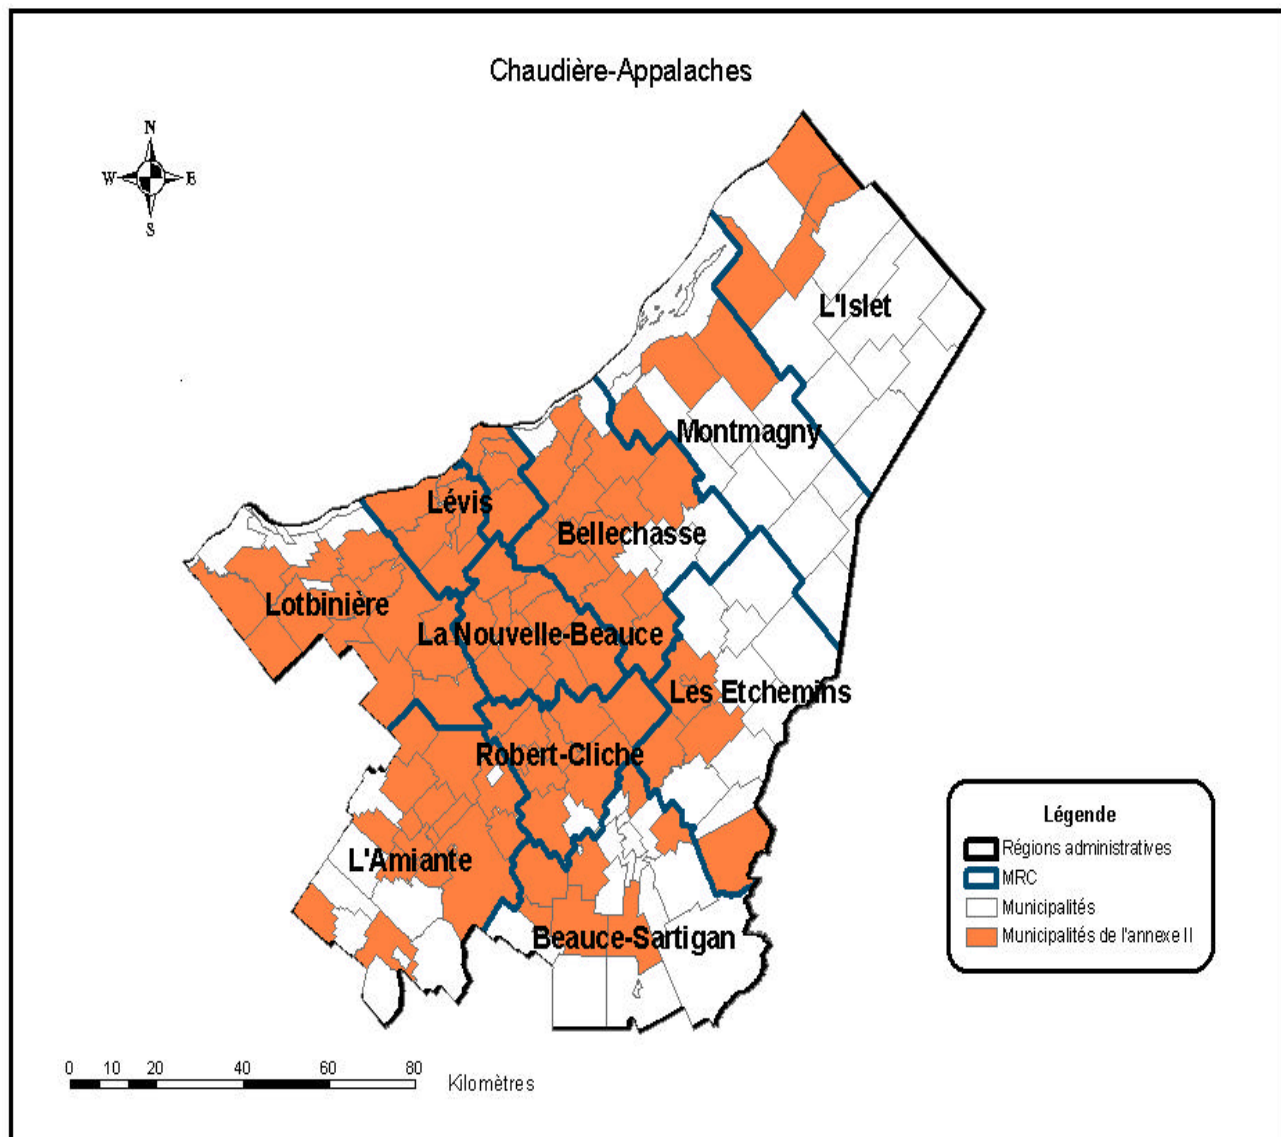 Chaudière-Appalaches
N
W E
S
L'Islet
Montmagny
Lévis
Bellechasse
Lotbinière
La Nouvelle-Beauce
Les Etchemins
Robert-Cliche
L'Amiante
Beauce-Sartigan
Légende
Régions administratives
MRC
Municipalités
Municipalités de l'annexe II
0 10 20 40 60 80
Kilomètres